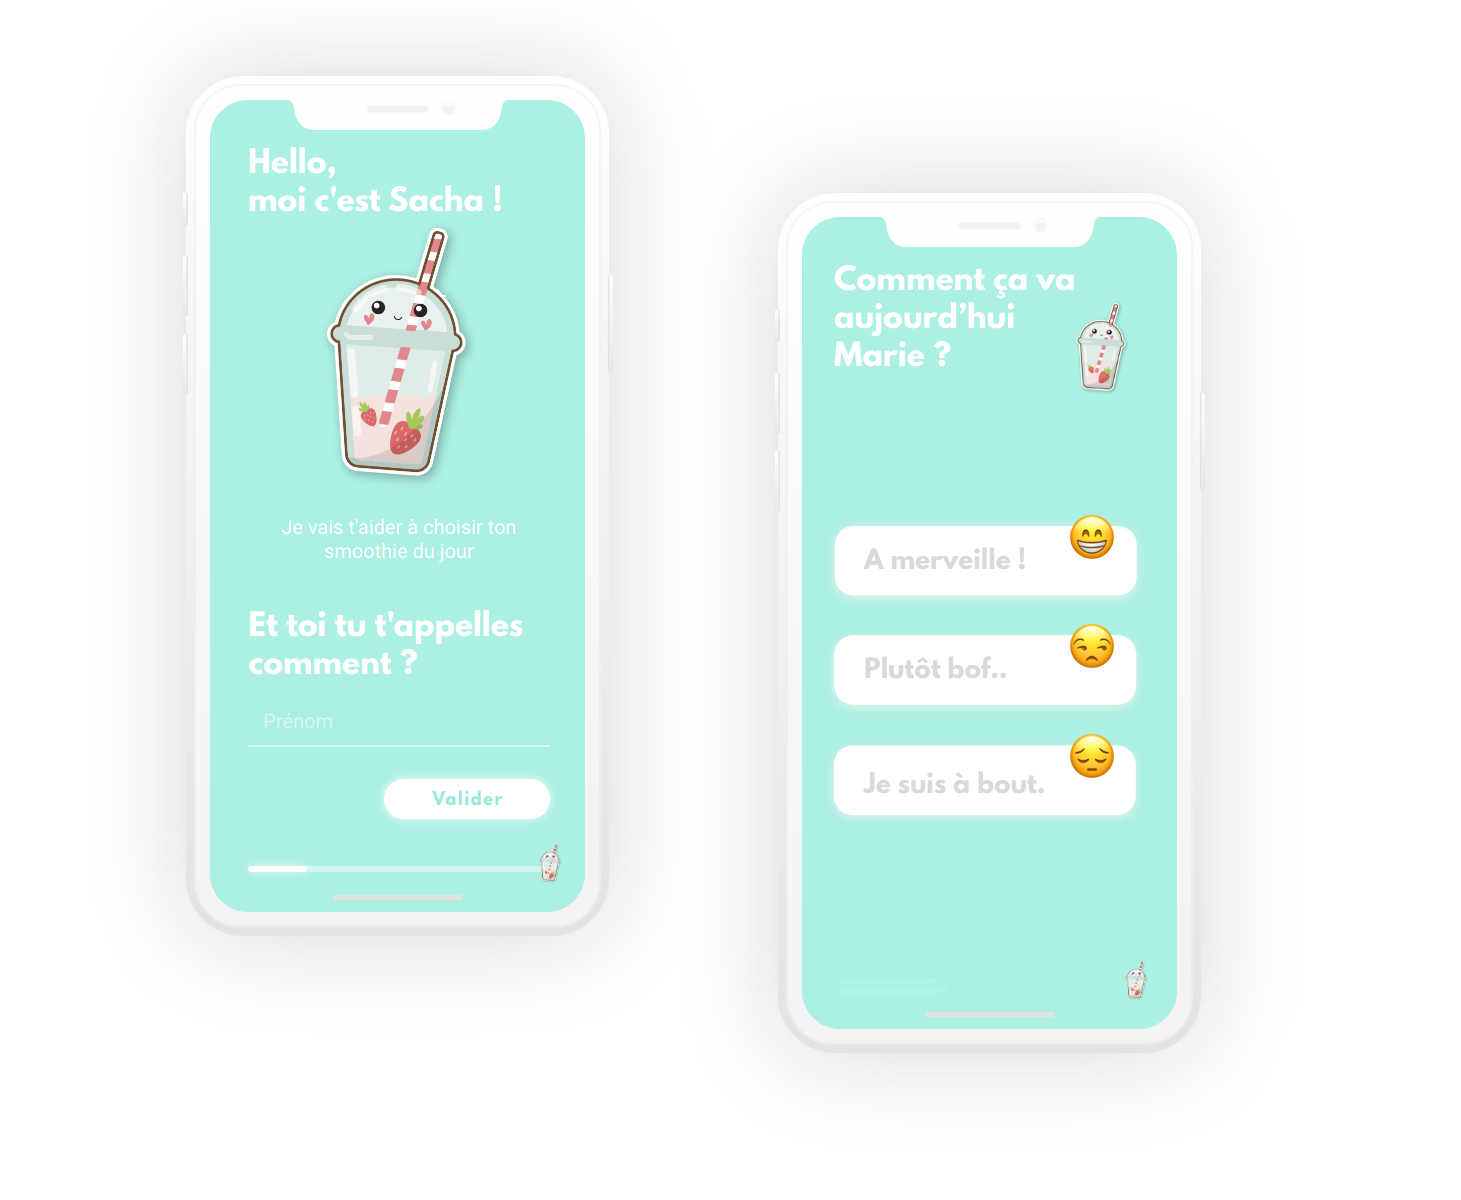 Hello,
moi c'est Sacha !
Je vais t'aider à choisir ton
smoothie du jour
Et toi tu t'appelles
comment ?
Prénom
Valider
Comment ça va
aujourd’hui
Marie ?
A merveille !
Plutôt bof..
Je suis à bout.